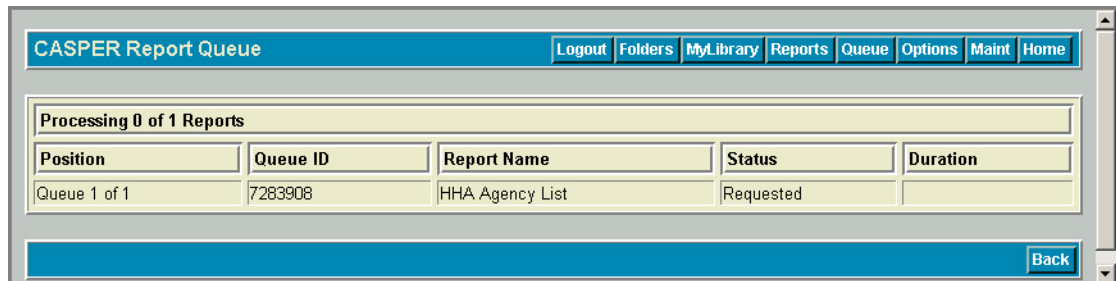 CASPER Report Queue Logout Folders MyLibrary Reports Queue Options Maint Home
Processing 0 of 1 Reports
Position Queue ID Report Name Status Duration
Queue 1 of 1 7283908 HHA Agency List Requested
Back